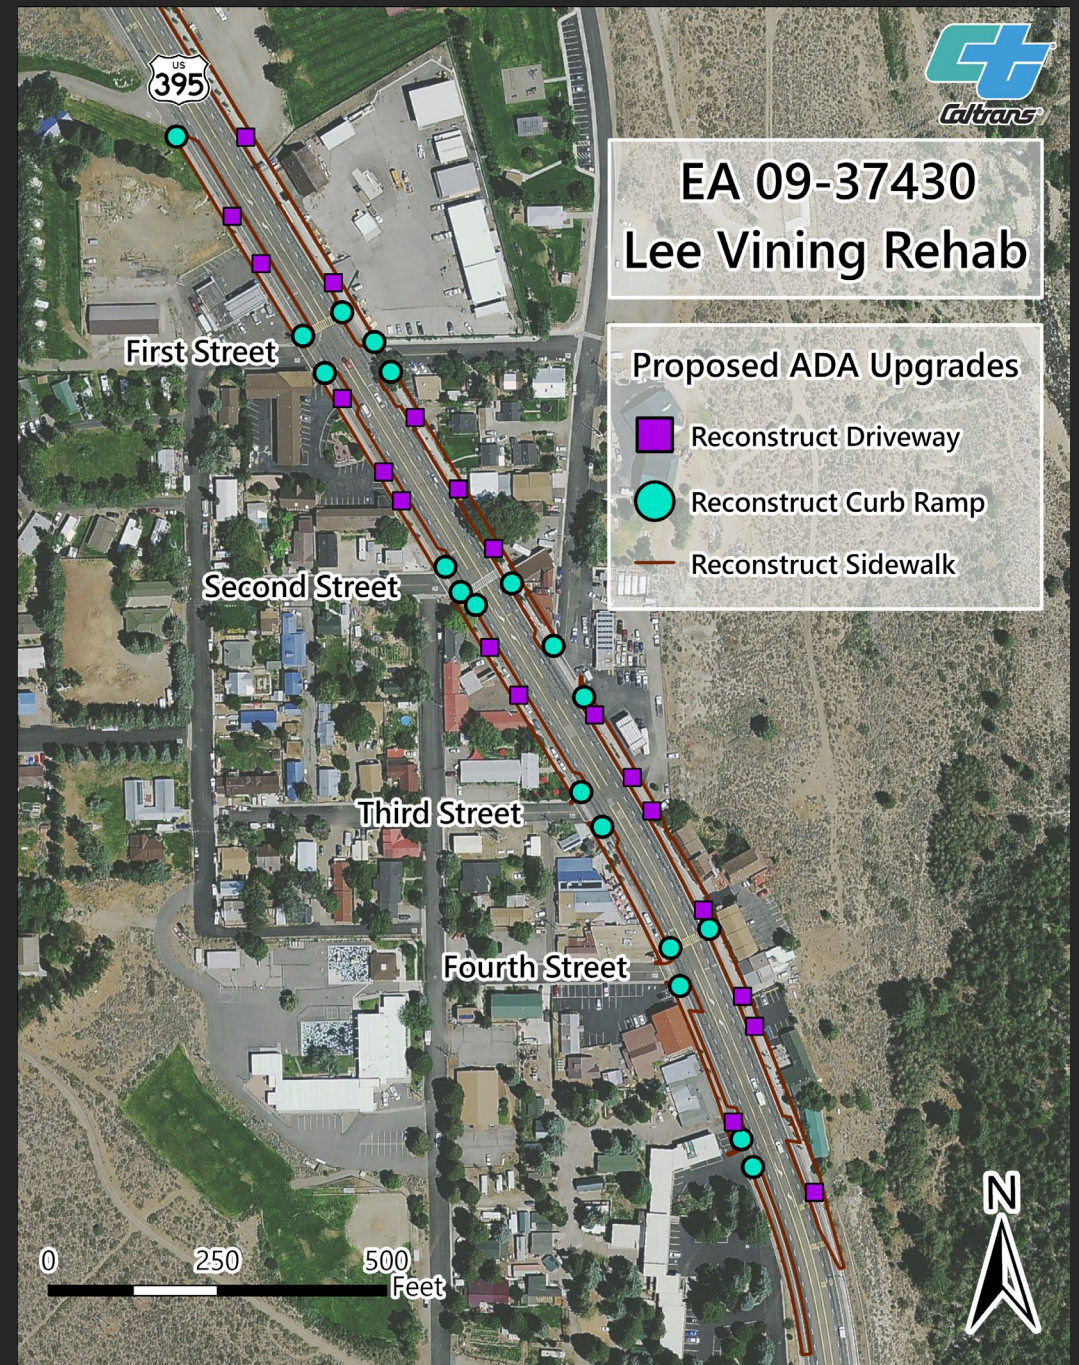 US
395
Caltrans
EA 09-37430
Lee Vining Rehab
First Street
Proposed ADA Upgrades
Reconstruct Driveway
Reconstruct Curb Ramp
Reconstruct Sidewalk
Second Street
Third Street
Fourth Street
N
0 250 500
Feet